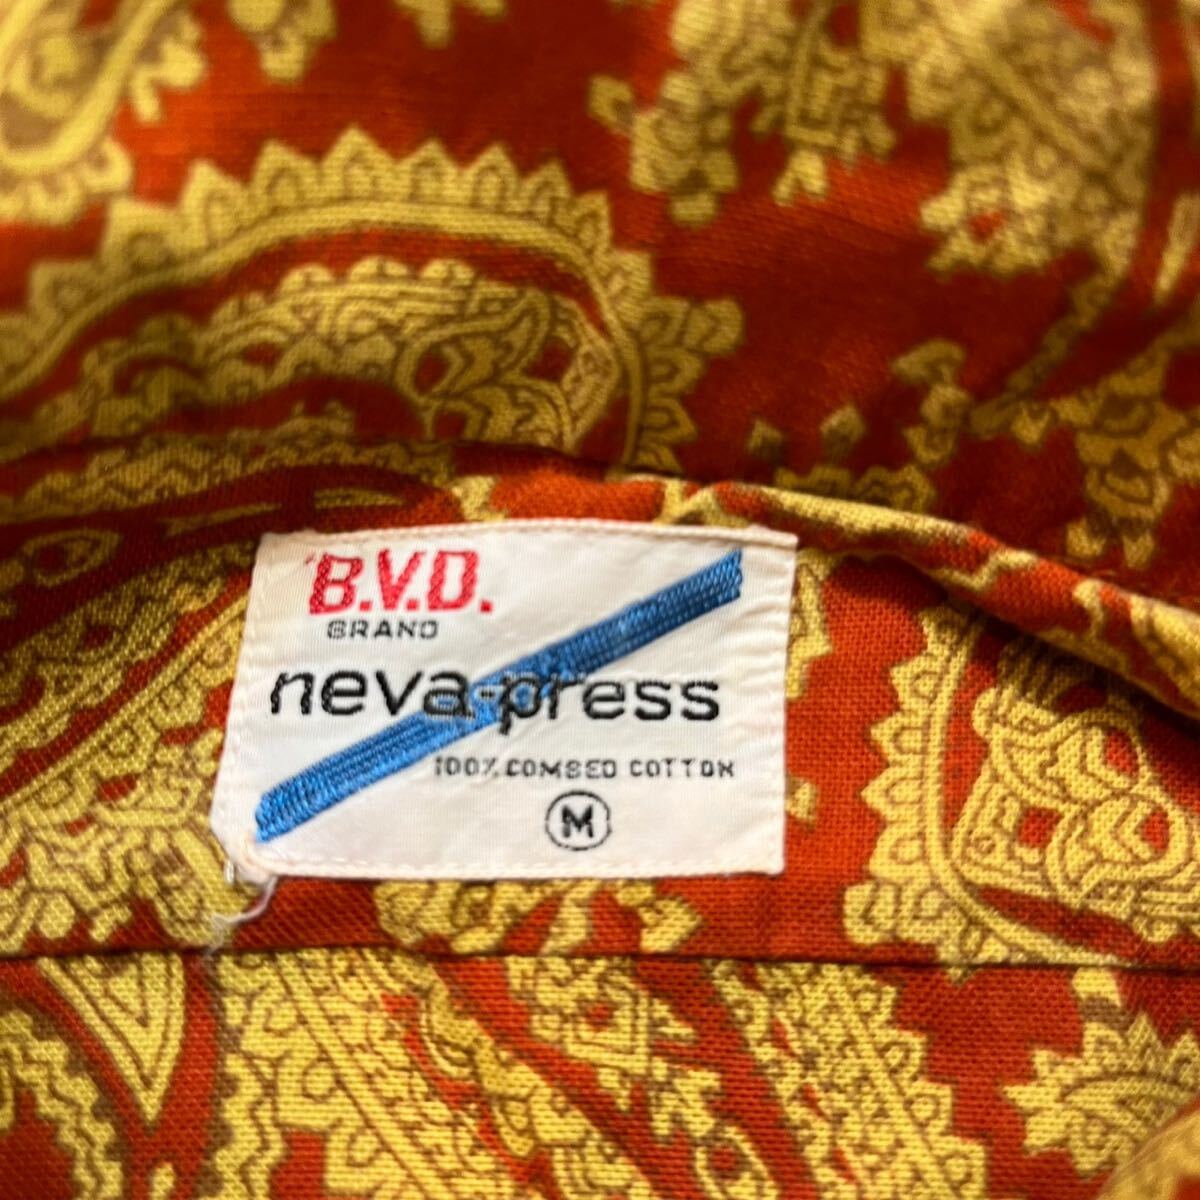 "B.V.D.
BRAND
neva-press
100% COMBED COTTON
M